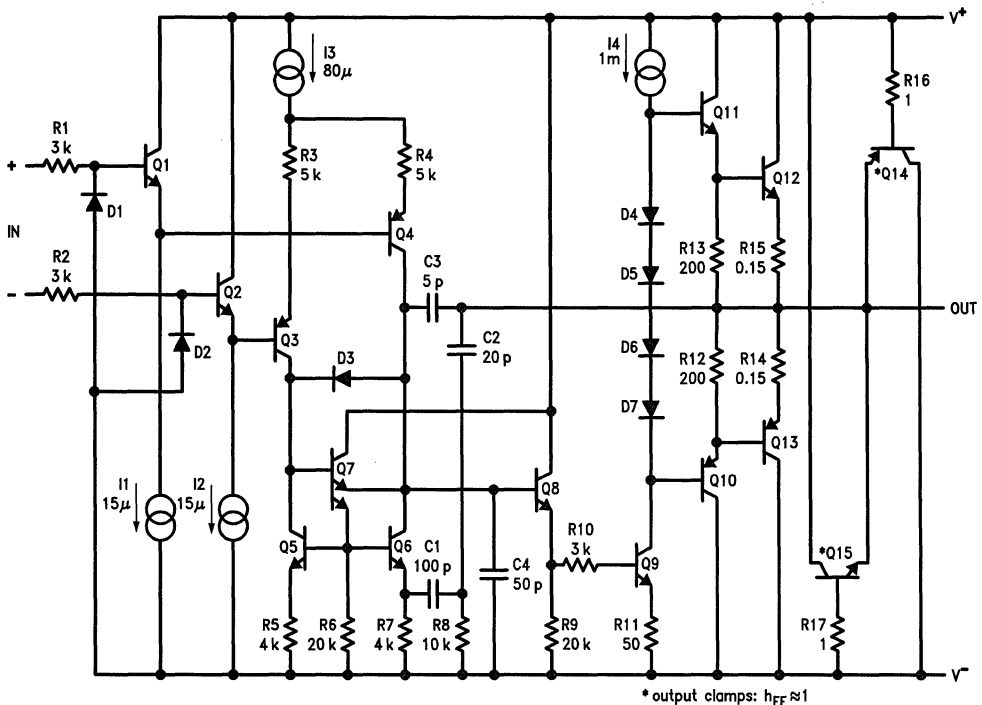 V+
I3
80μ
I4
1m
R16
1
Q11
R1
3k
+
Q1
R3
5k
R4
5k
*Q14
Q12
D1
D4
Q4
IN
C3
5p
R13
200
R15
0.15
R2
3k
D5
-
Q2
OUT
Q3
C2
20p
D6
R12
200
R14
0.15
D2
D3
D7
Q13
Q7
Q10
I1
15μ
I2
15μ
Q8
R10
3k
Q5
Q6
C1
100p
C4
50p
Q9
*Q15
R5
4k
R6
20k
R7
4k
R8
10k
R9
20k
R11
50
R17
1
V-
* output clamps: hFE≈1